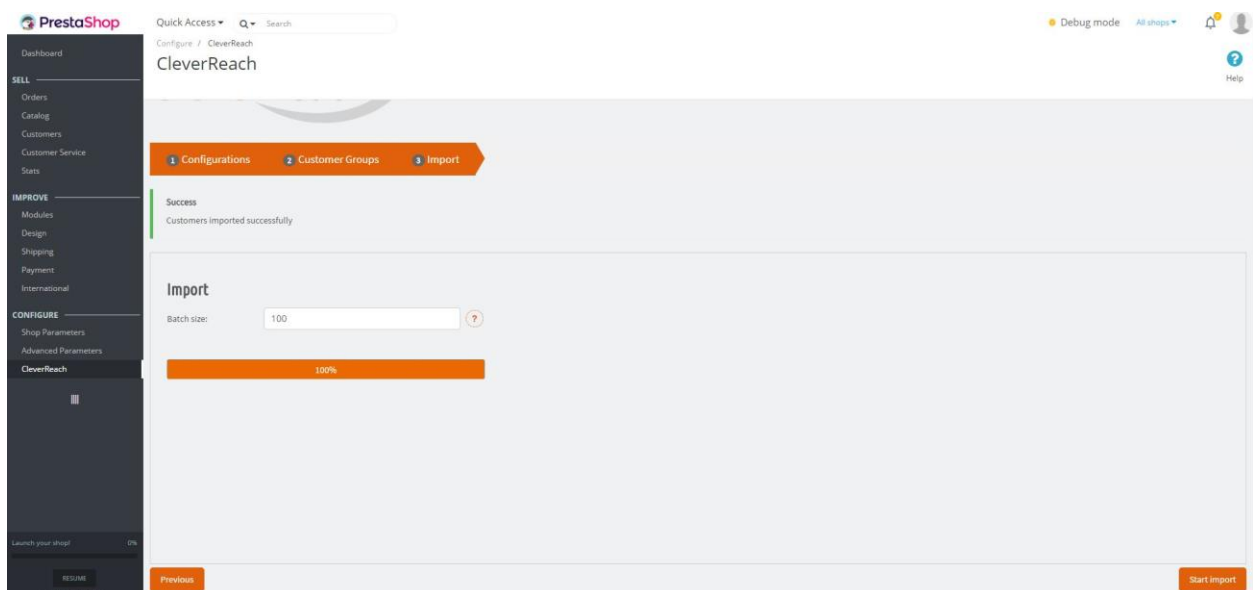 PrestaShop
Quick Access
Search
Debug mode
All shops
Configure / CleverReach
CleverReach
Help
Dashboard
SELL
Orders
Catalog
Customers
Customer Service
Stats
IMPROVE
Modules
Design
Shipping
Payment
International
CONFIGURE
Shop Parameters
Advanced Parameters
CleverReach
Launch your shop! 0%
RESUME
1 Configurations 2 Customer Groups 3 Import
Success
Customers imported successfully
Import
Batch size: 100 ?
100%
Previous
Start import